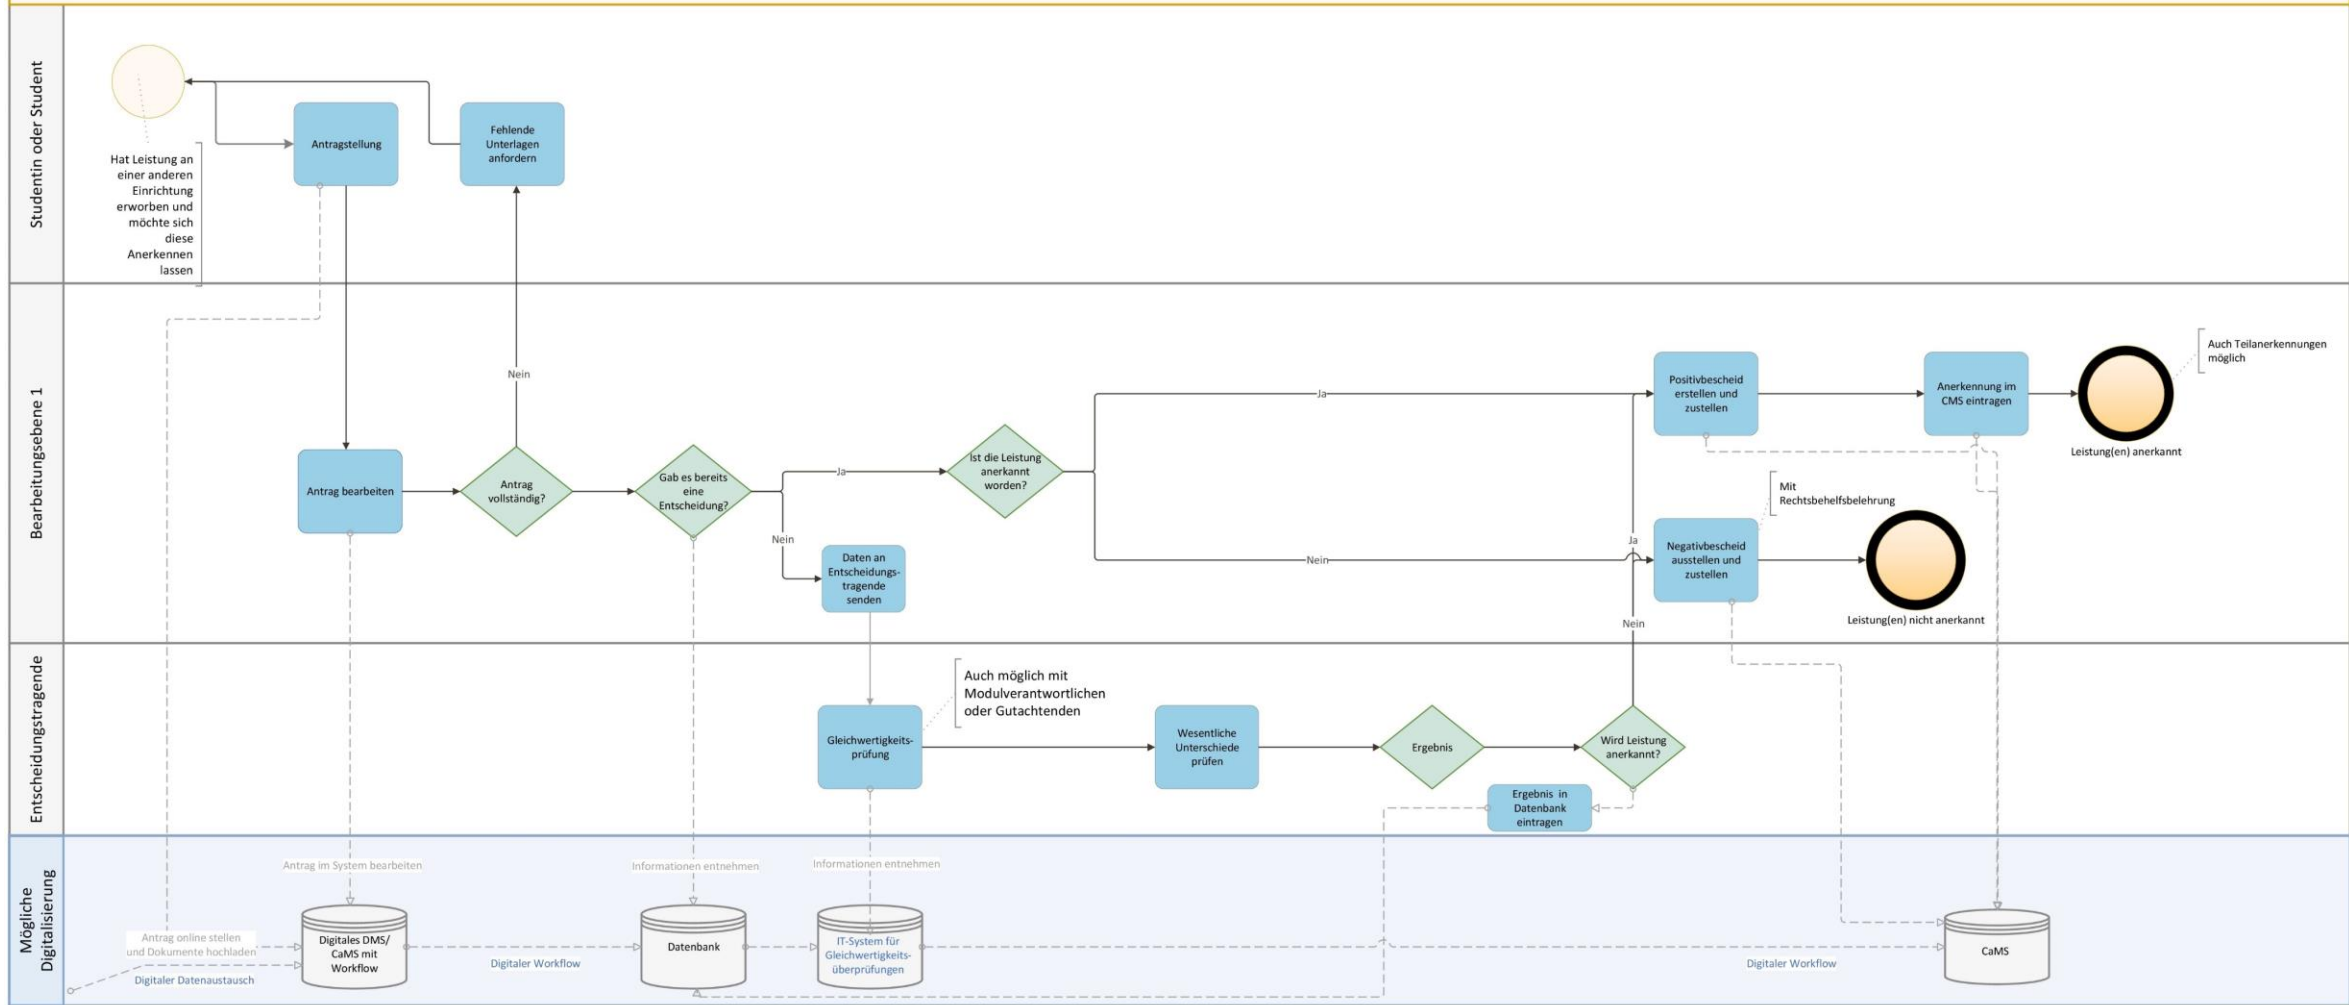 Studentin oder Student
Hat Leistung an
einer anderen
Einrichtung
erworben und
möchte sich
diese
Anerkennen
lassen
Antragstellung
Fehlende
Unterlagen
anfordern
Bearbeitungsebene 1
Nein
Antrag bearbeiten
Antrag
vollständig?
Gab es bereits
eine
Entscheidung?
Ja
Nein
Daten an
Entscheidungs-
tragende
senden
Ist die Leistung
anerkannt
worden?
Ja
Nein
Ja
Nein
Positivbescheid
erstellen und
zustellen
Anerkennung im
CMS eintragen
Auch Teilanerkennungen
möglich
Leistung(en) anerkannt
Mit
Rechtsbehelfsbelehrung
Negativbescheid
ausstellen und
zustellen
Leistung(en) nicht anerkannt
Entscheidungstragende
Gleichwertigkeits-
prüfung
Auch möglich mit
Modulverantwortlichen
oder Gutachtenden
Wesentliche
Unterschiede
prüfen
Ergebnis
Wird Leistung
anerkannt?
Ergebnis in
Datenbank
eintragen
Mögliche
Digitalisierung
Antrag im System bearbeiten
Informationen entnehmen
Informationen entnehmen
Antrag online stellen
und Dokumente hochladen
Digitaler Datenaustausch
Digitales DMS/
CaMS mit
Workflow
Digitaler Workflow
Datenbank
IT-System für
Gleichwertigkeits-
überprüfungen
Digitaler Workflow
CaMS